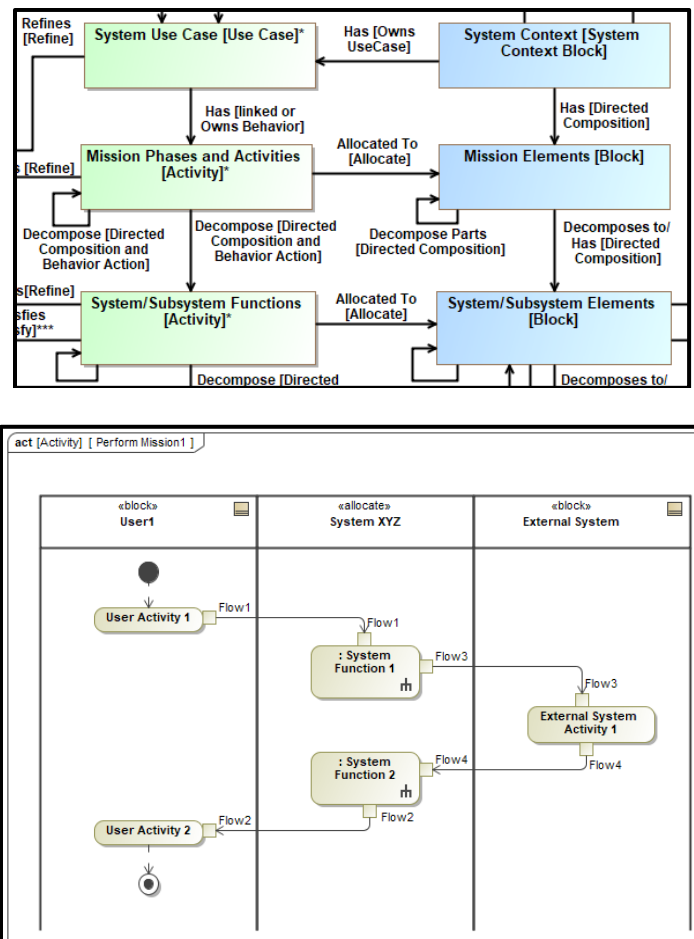 Refines
[Refine]
System Use Case [Use Case]*
Has [Owns
UseCase]
System Context [System
Context Block]
Has [linked or
Owns Behavior]
Has [Directed
Composition]
s [Refine]
Mission Phases and Activities
[Activity]*
Allocated To
[Allocate]
Mission Elements [Block]
Decompose [Directed
Composition and
Behavior Action]
Decompose [Directed
Composition and
Behavior Action]
Decompose Parts
[Directed Composition]
Decomposes to/
Has [Directed
Composition]
s[Refine]
sfies
sfy]***
System/Subsystem Functions
[Activity]*
Allocated To
[Allocate]
System/Subsystem Elements
[Block]
Decompose [Directed
Decomposes to/
act [Activity] [ Perform Mission1 ]
«block»
User1
«allocate»
System XYZ
«block»
External System
User Activity 1
Flow1
Flow1
: System
Function 1
Flow3
Flow3
External System
Activity 1
Flow4
Flow4
: System
Function 2
Flow2
Flow2
User Activity 2